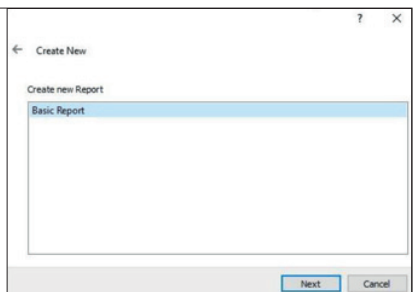 ? ×
← Create New
Create new Report
Basic Report
Next Cancel